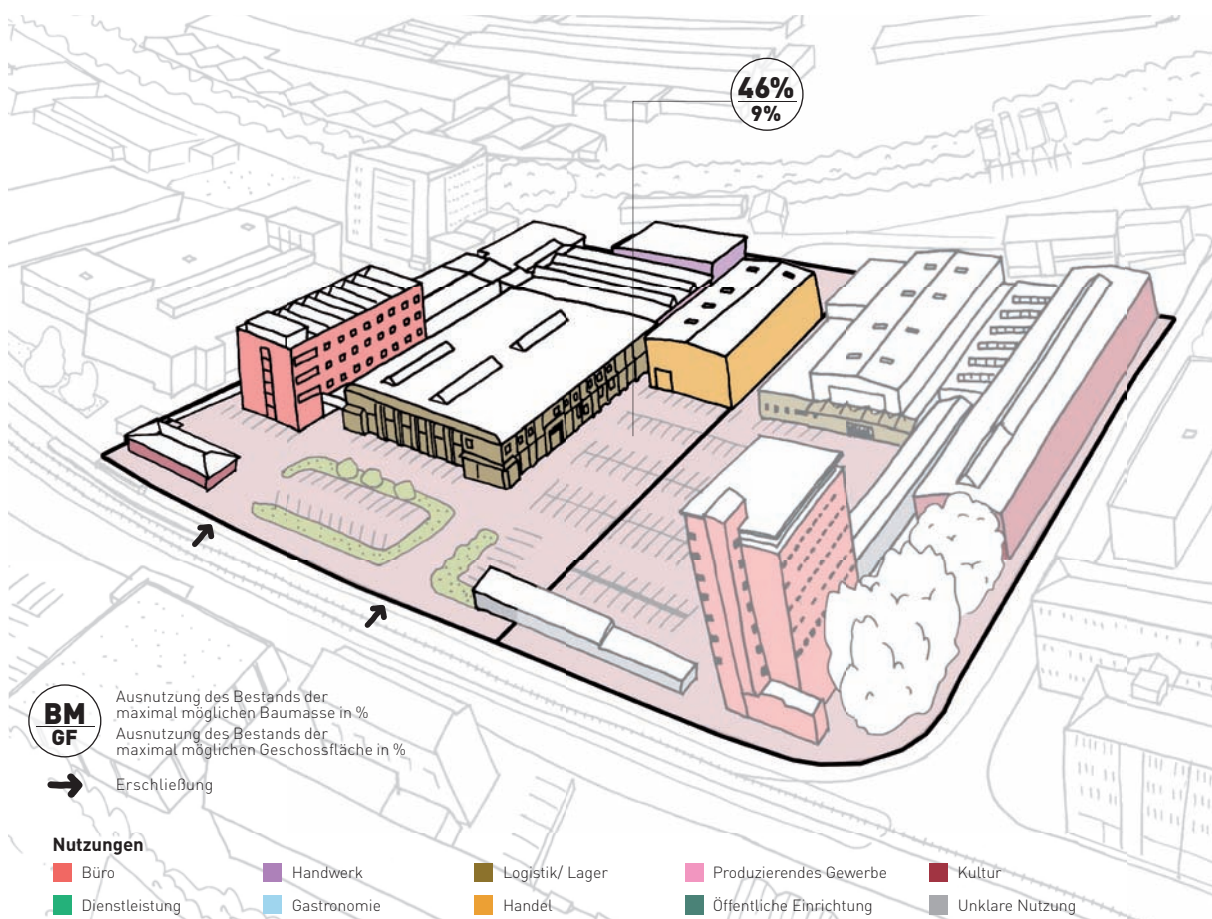 46%
9%
BM
GF
Ausnutzung des Bestands der
maximal möglichen Baumasse in %
Ausnutzung des Bestands der
maximal möglichen Geschossfläche in %
Erschließung
Nutzungen
Büro
Handwerk
Logistik/ Lager
Produzierendes Gewerbe
Kultur
Dienstleistung
Gastronomie
Handel
Öffentliche Einrichtung
Unklare Nutzung